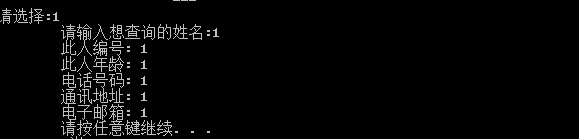 请选择:1
请输入想查询的姓名:1
此人编号: 1
此人年龄: 1
电话号码: 1
通讯地址: 1
电子邮箱: 1
请按任意键继续. . .